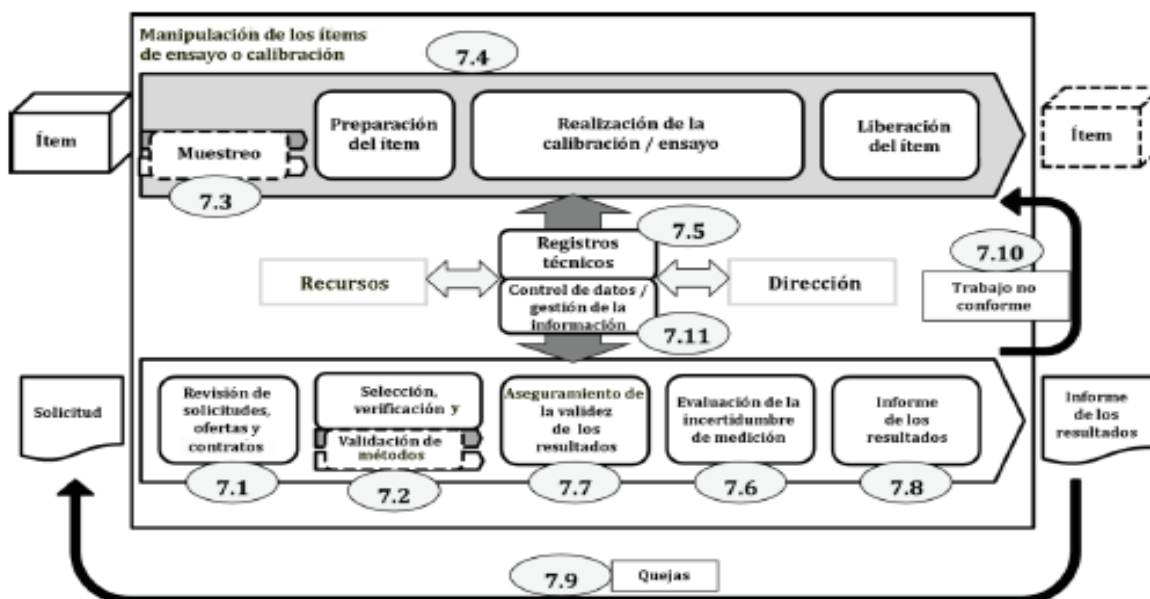 Manipulación de los ítems
de ensayo o calibración
7.4
Ítem
Muestreo
7.3
Preparación
del ítem
Realización de la
calibración / ensayo
Liberación
del ítem
Ítem
7.5
Registros
técnicos
Recursos
Control de datos /
gestión de la
información
7.11
Dirección
7.10
Trabajo no
conforme
Solicitud
Revisión de
solicitudes,
ofertas y
contratos
7.1
Selección,
verificación y
Validación de
métodos
7.2
Aseguramiento de
la validez
de los
resultados
7.7
Evaluación de la
incertidumbre
de medición
7.6
Informe
de los
resultados
7.8
Informe
de los
resultados
7.9
Quejas